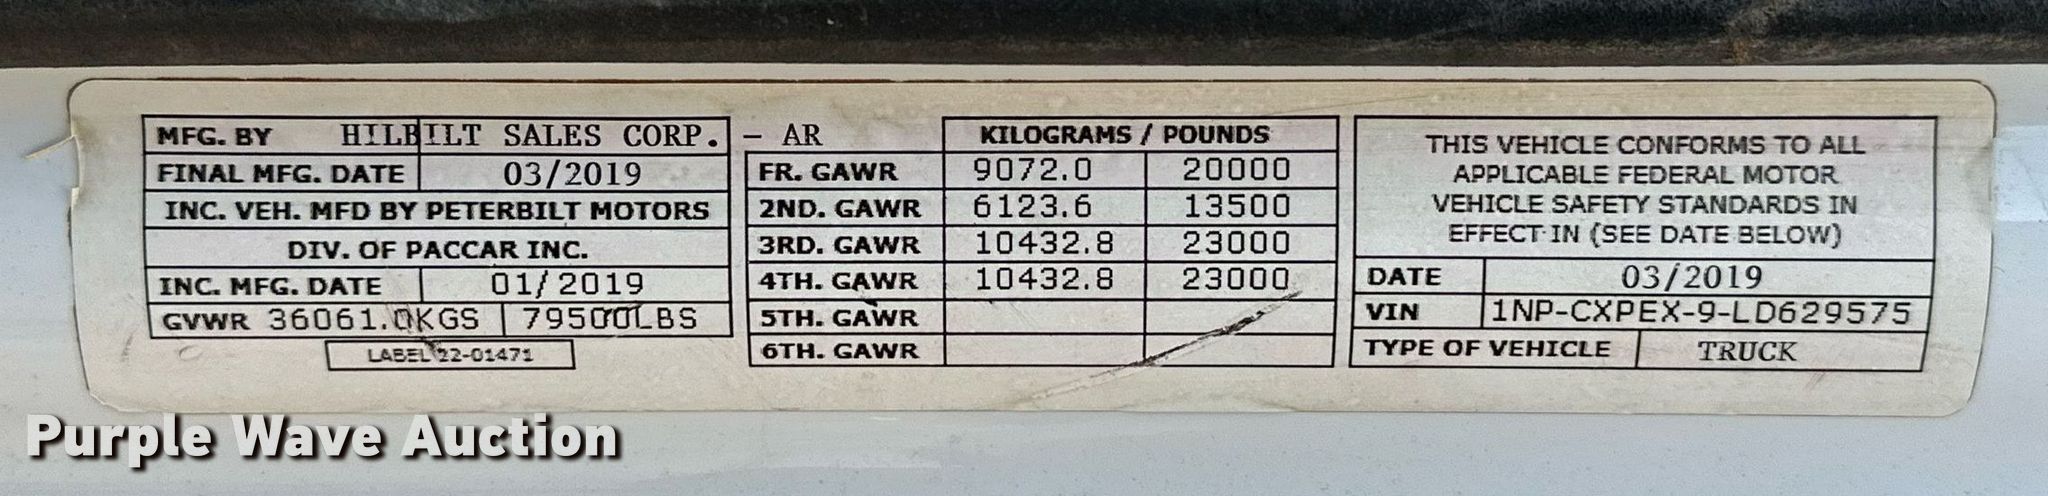 MFG. BY HILBILT SALES CORP. - AR
FINAL MFG. DATE 03/2019
INC. VEH. MFD BY PETERBILT MOTORS
DIV. OF PACCAR INC.
INC. MFG. DATE 01/2019
GVWR 36061.0KGS 79500LBS
LABEL 22-01471
KILOGRAMS / POUNDS
FR. GAWR 9072.0 20000
2ND. GAWR 6123.6 13500
3RD. GAWR 10432.8 23000
4TH. GAWR 10432.8 23000
5TH. GAWR
6TH. GAWR
THIS VEHICLE CONFORMS TO ALL
APPLICABLE FEDERAL MOTOR
VEHICLE SAFETY STANDARDS IN
EFFECT IN (SEE DATE BELOW)
DATE 03/2019
VIN 1NP-CXPEX-9-LD629575
TYPE OF VEHICLE TRUCK
Purple Wave Auction